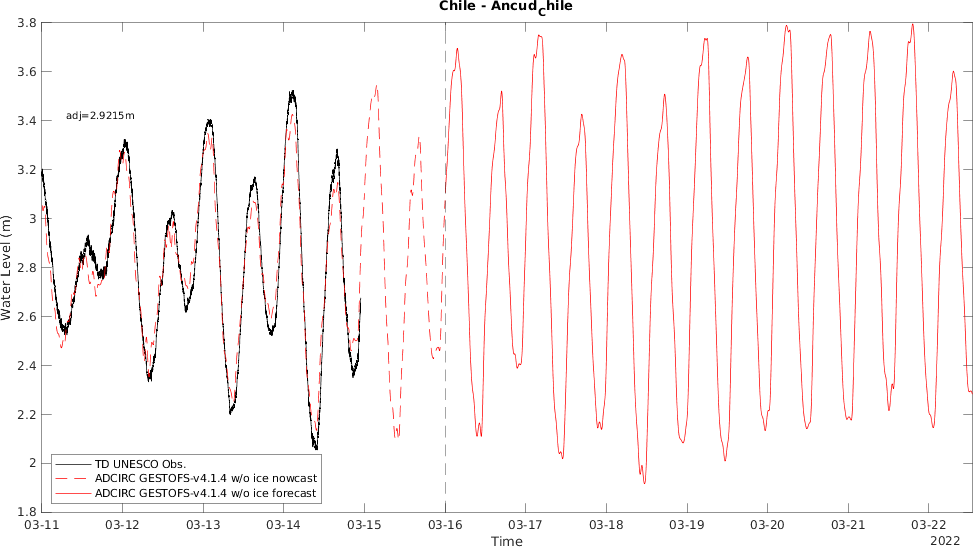 Chile - Ancud_Chile
3.8
3.6
3.4
3.2
3
2.8
2.6
2.4
2.2
2
1.8
Water Level (m)
adj=2.9215m
TD UNESCO Obs.
ADCIRC GESTOFS-v4.1.4 w/o ice nowcast
ADCIRC GESTOFS-v4.1.4 w/o ice forecast
03-11 03-12 03-13 03-14 03-15 03-16 03-17 03-18 03-19 03-20 03-21 03-22
Time
2022